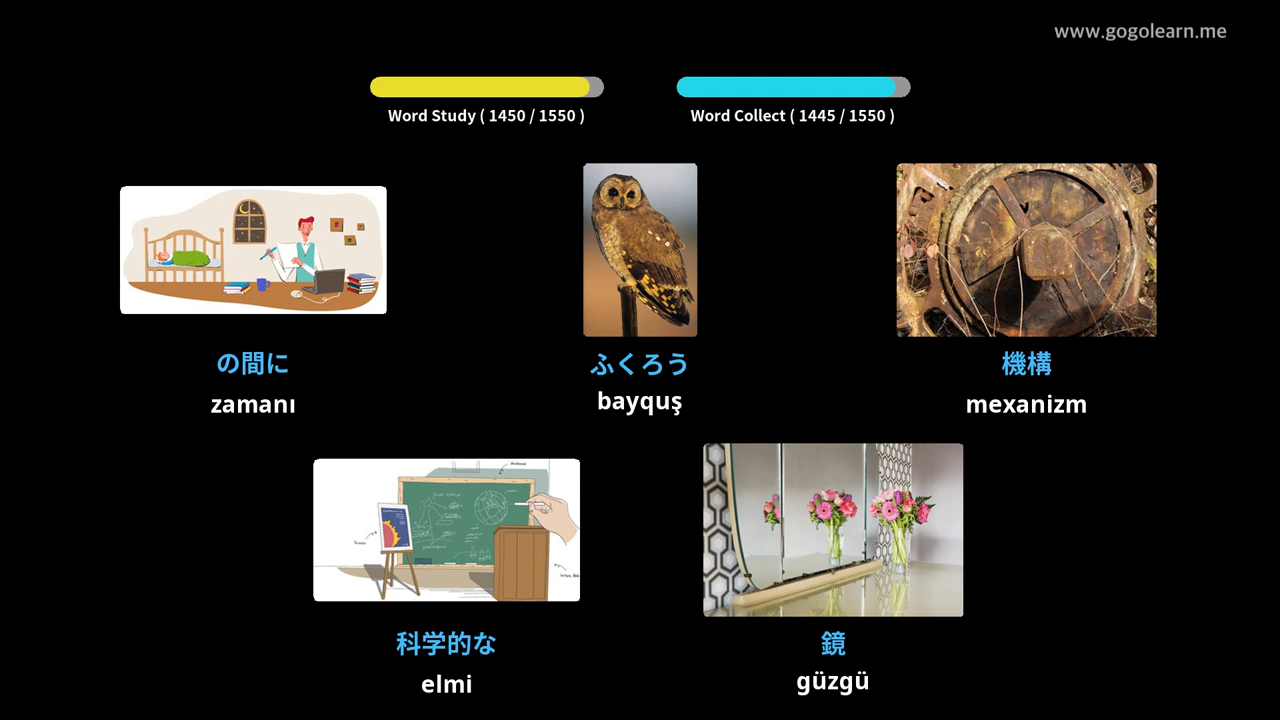 www.gogolearn.me
Word Study ( 1450 / 1550 )
Word Collect ( 1445 / 1550 )
の間に
zamanı
ふくろう
bayquş
機構
mexanizm
科学的な
elmi
鏡
güzgü